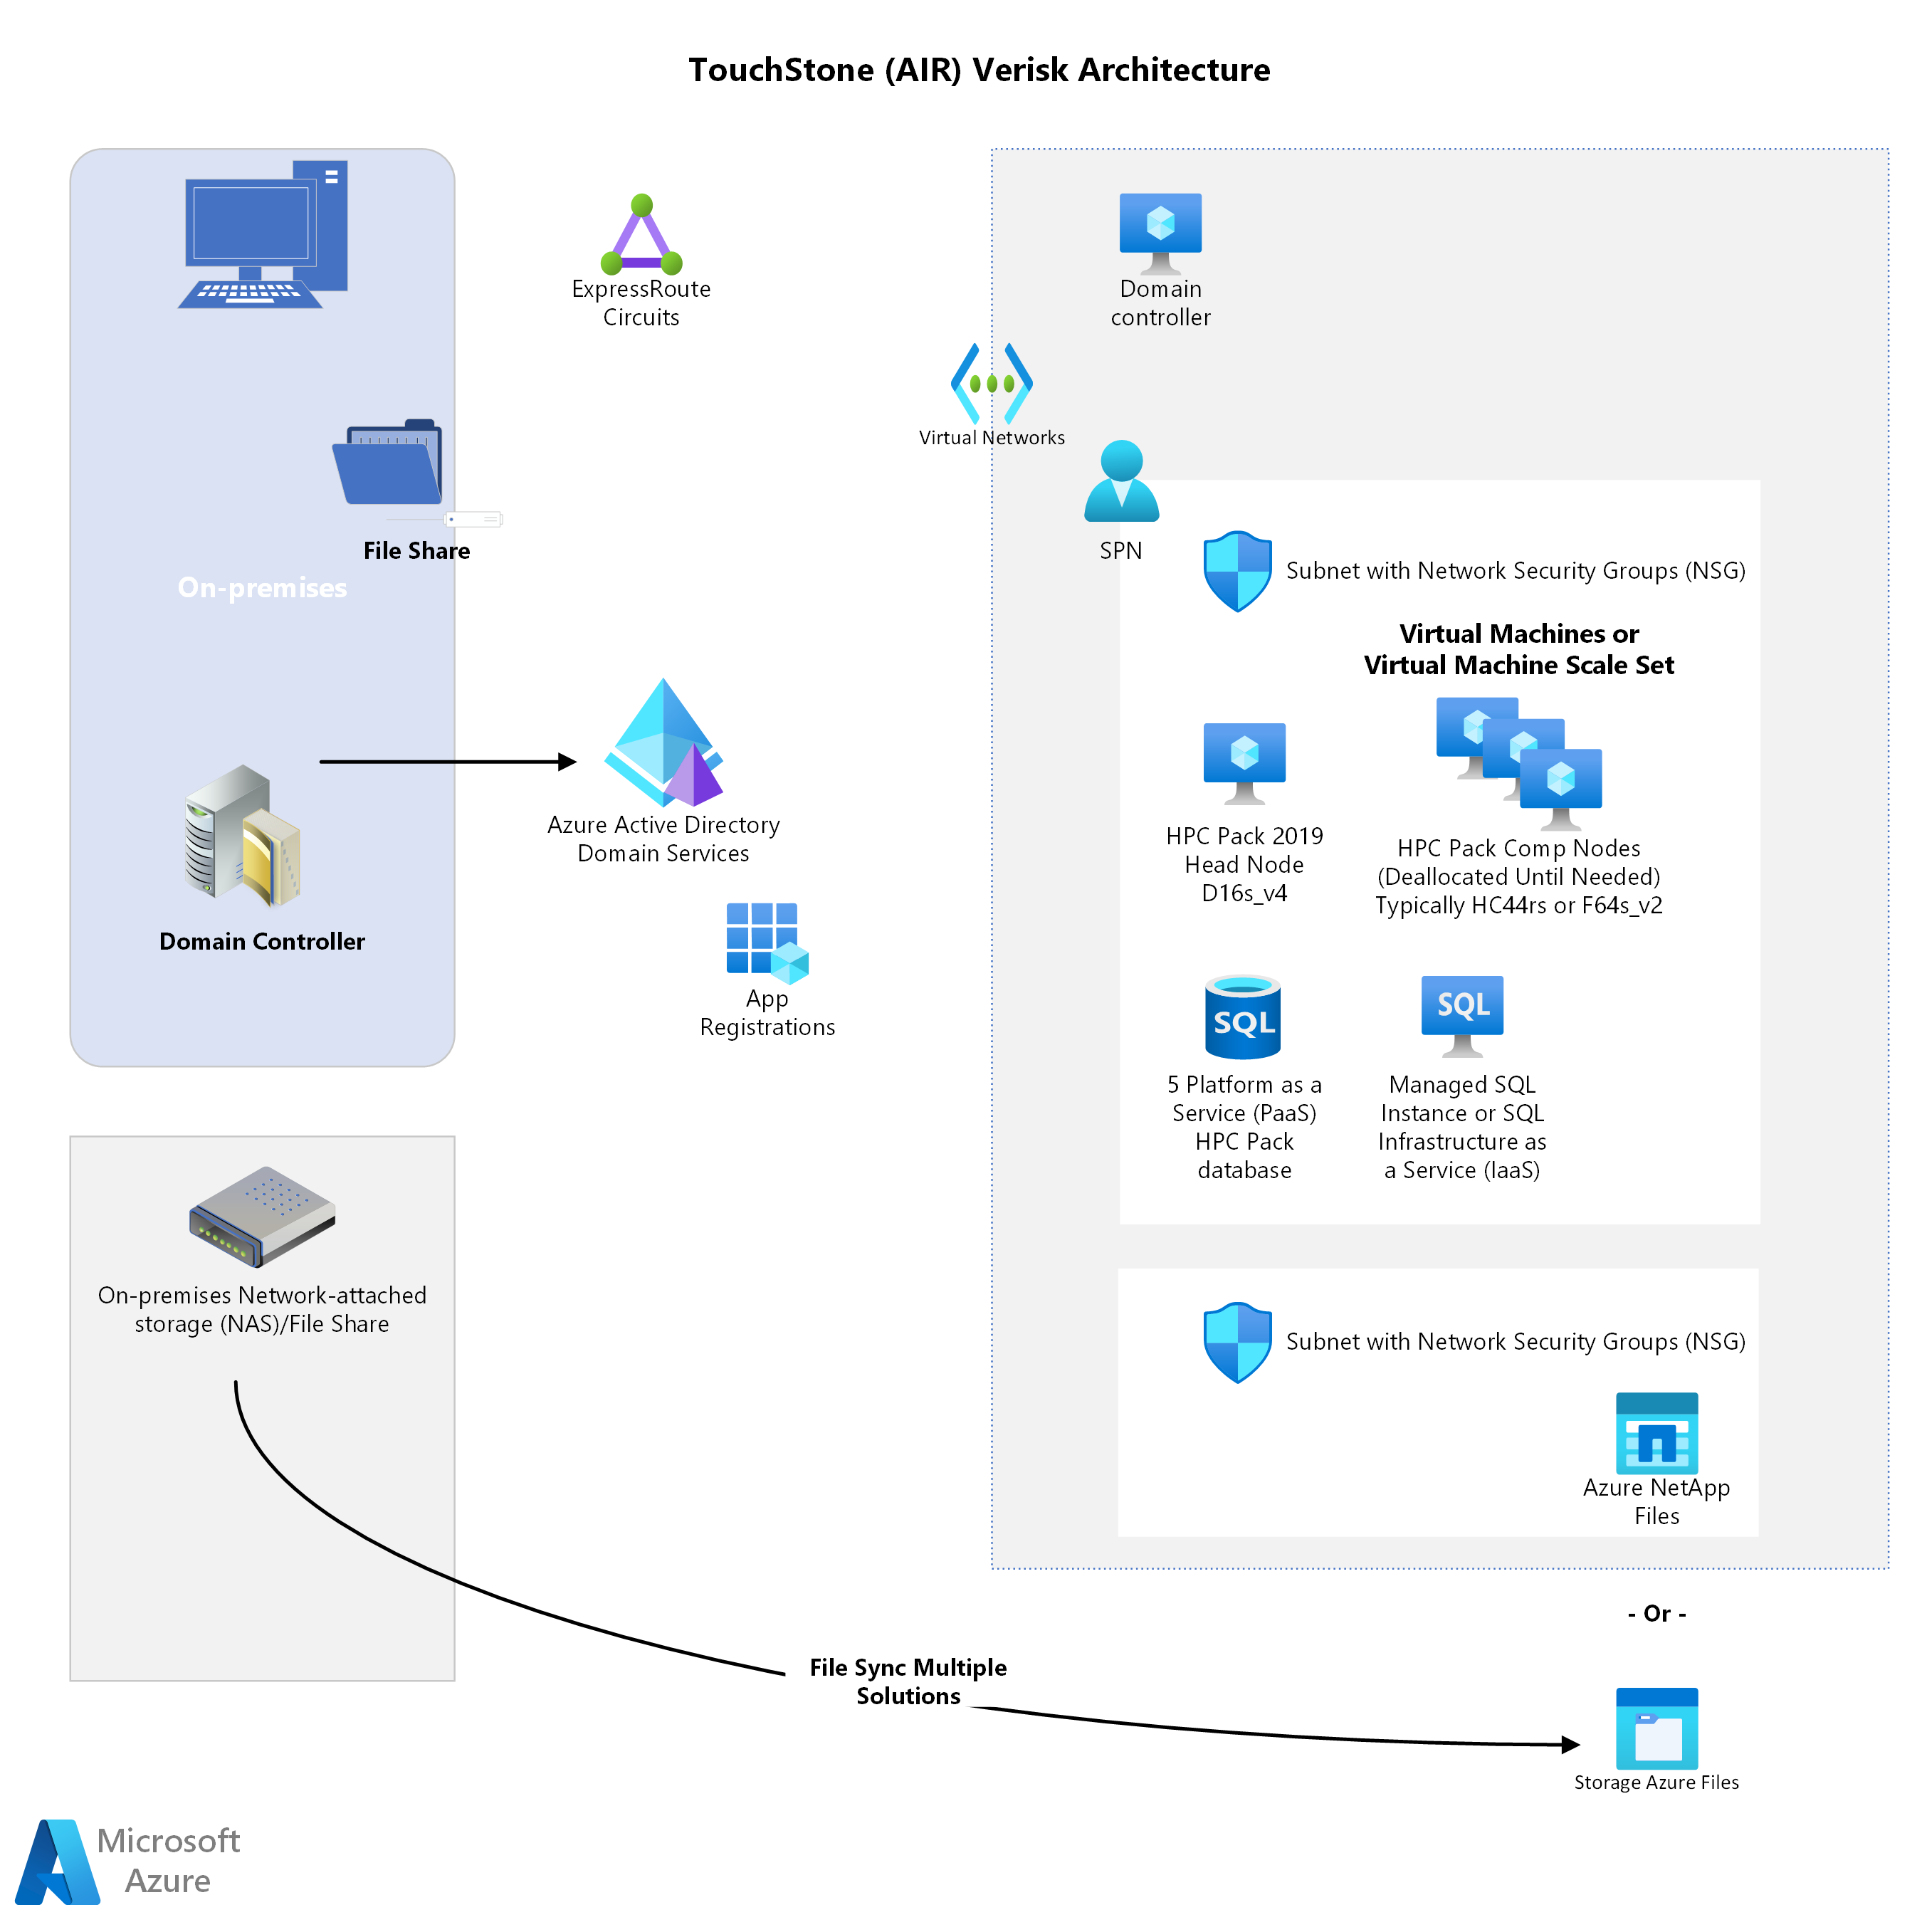 TouchStone (AIR) Verisk Architecture
ExpressRoute
Circuits
Domain
controller
Virtual Networks
File Share
On-premises
SPN
Subnet with Network Security Groups (NSG)
Virtual Machines or
Virtual Machine Scale Set
Azure Active Directory
Domain Services
HPC Pack 2019
Head Node
D16s_v4
HPC Pack Comp Nodes
(Deallocated Until Needed)
Typically HC44rs or F64s_v2
Domain Controller
App
Registrations
SQL
5 Platform as a
Service (PaaS)
HPC Pack
database
SQL
Managed SQL
Instance or SQL
Infrastructure as
a Service (IaaS)
On-premises Network-attached
storage (NAS)/File Share
Subnet with Network Security Groups (NSG)
Azure NetApp
Files
- Or -
File Sync Multiple
Solutions
Storage Azure Files
Microsoft
Azure